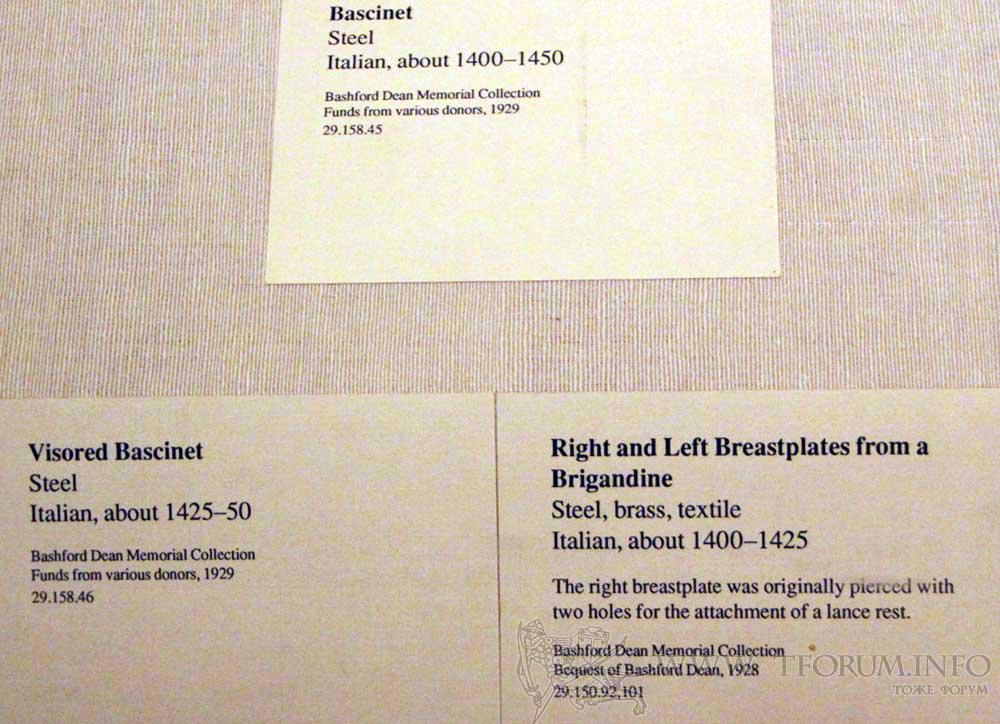 Bascinet
Steel
Italian, about 1400–1450
Bashford Dean Memorial Collection
Funds from various donors, 1929
29.158.45
Visored Bascinet
Steel
Italian, about 1425–50
Bashford Dean Memorial Collection
Funds from various donors, 1929
29.158.46
Right and Left Breastplates from a
Brigandine
Steel, brass, textile
Italian, about 1400–1425
The right breastplate was originally pierced with
two holes for the attachment of a lance rest.
Bashford Dean Memorial Collection
Bequest of Bashford Dean, 1928
29.150.92,101
WWW.TFORUM.INFO
ТОЖЕ ФОРУМ